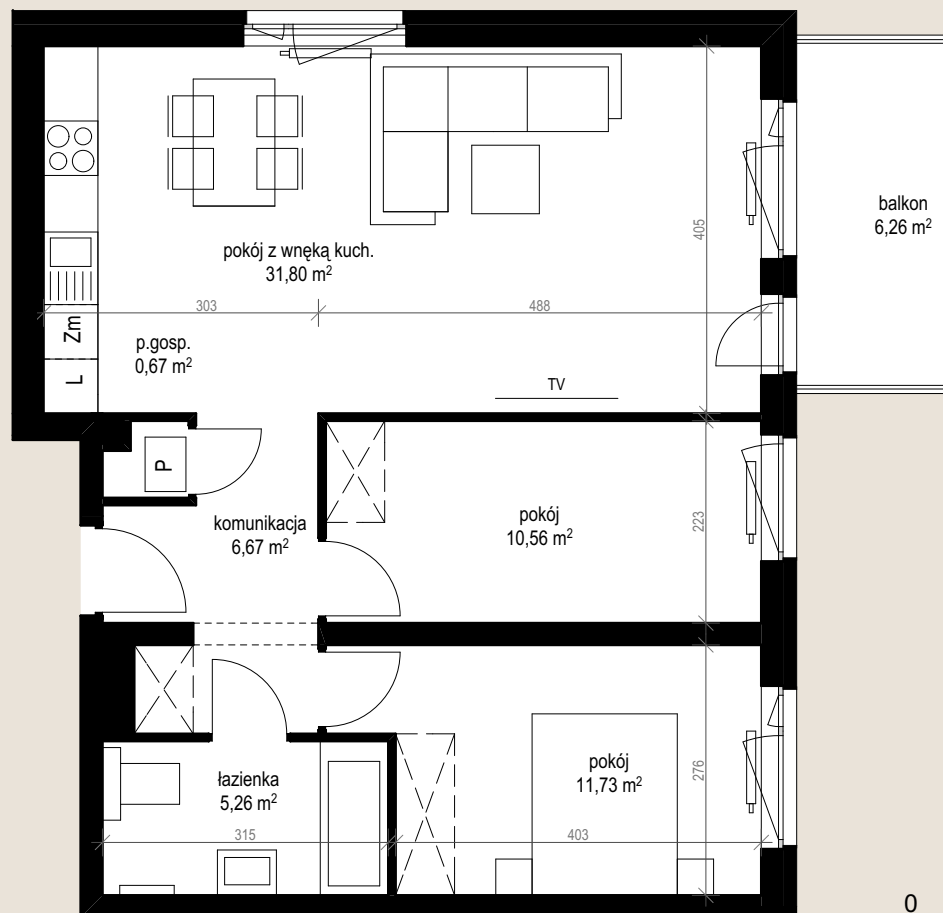 balkon
6,26 m²
405
pokój z wnęką kuch.
31,80 m²
303
488
Zm
p.gosp.
0,67 m²
L
TV
P
komunikacja
6,67 m²
pokój
10,56 m²
223
pokój
11,73 m²
276
łazienka
5,26 m²
315
403
0